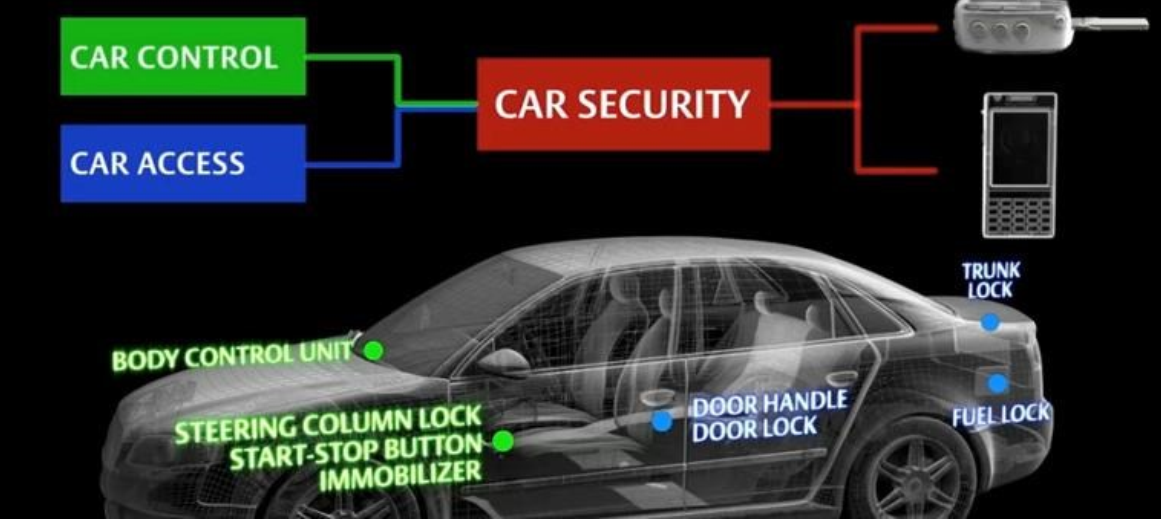 CAR CONTROL
CAR SECURITY
CAR ACCESS
TRUNK
LOCK
BODY CONTROL UNIT
DOOR HANDLE
DOOR LOCK
FUEL LOCK
STEERING COLUMN LOCK
START-STOP BUTTON
IMMOBILIZER